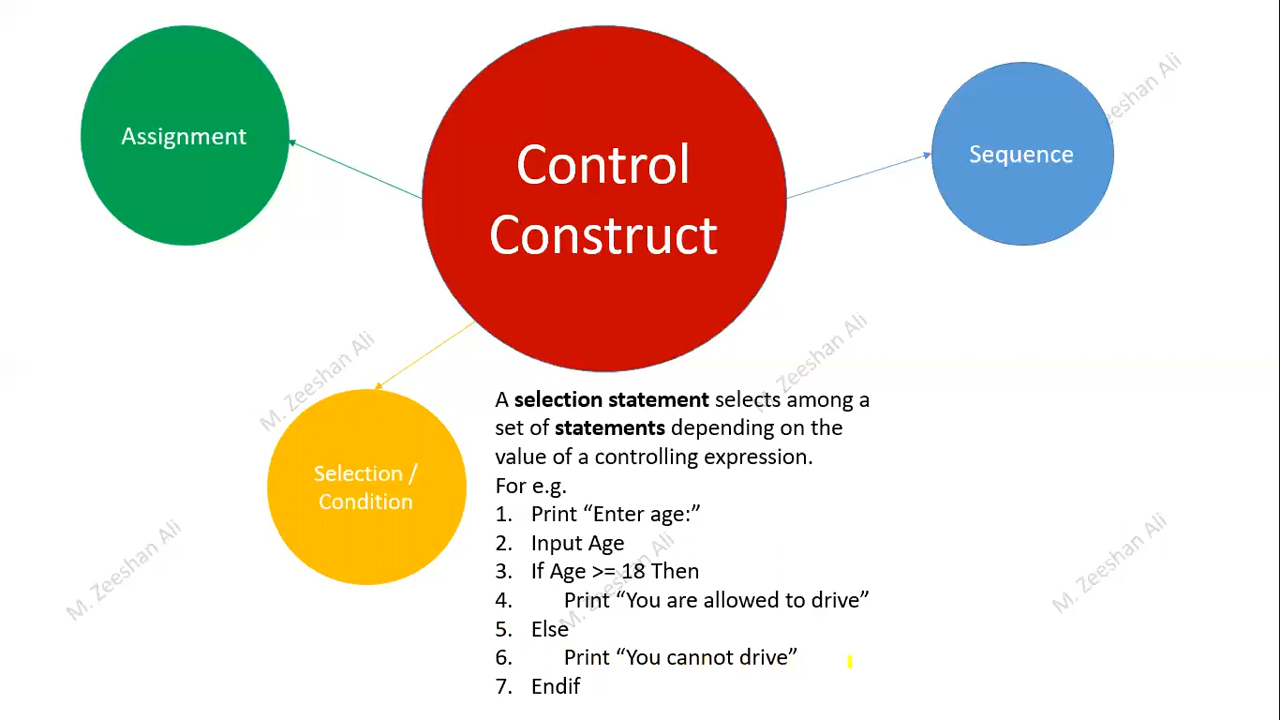 Assignment
Control
Construct
Sequence
Selection /
Condition
A selection statement selects among a
set of statements depending on the
value of a controlling expression.
For e.g.
1. Print “Enter age:”
2. Input Age
3. If Age >= 18 Then
4. Print “You are allowed to drive”
5. Else
6. Print “You cannot drive”
7. Endif
M. Zeeshan Ali
M. Zeeshan Ali
M. Zeeshan Ali
M. Zeeshan Ali
M. Zeeshan Ali
eeshan Ali